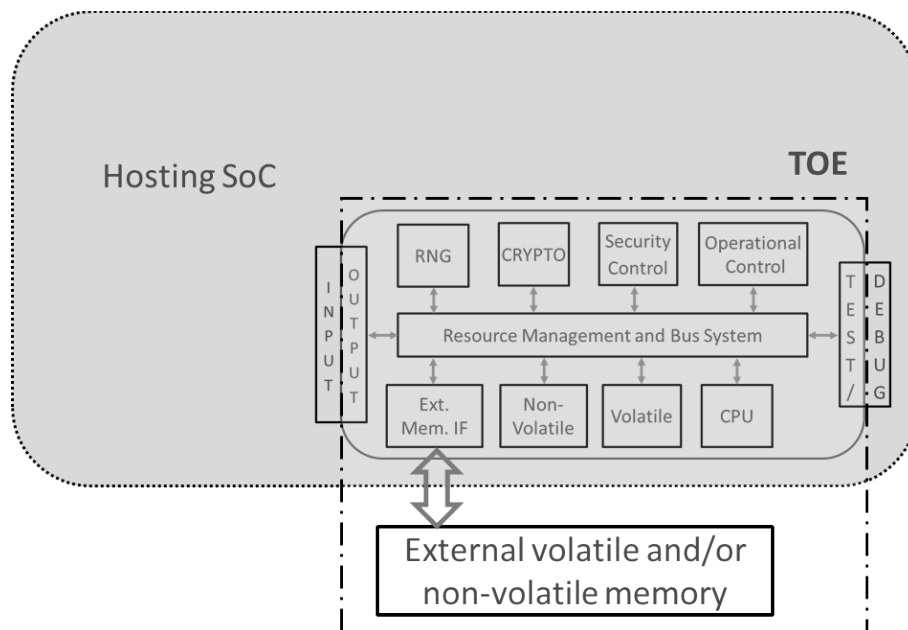 TOE
Hosting SoC
RNG
CRYPTO
Security
Control
Operational
Control
INPUT
OUTPUT
Resource Management and Bus System
TEST/
DEBUG
Ext.
Mem. IF
Non-
Volatile
Volatile
CPU
External volatile and/or
non-volatile memory